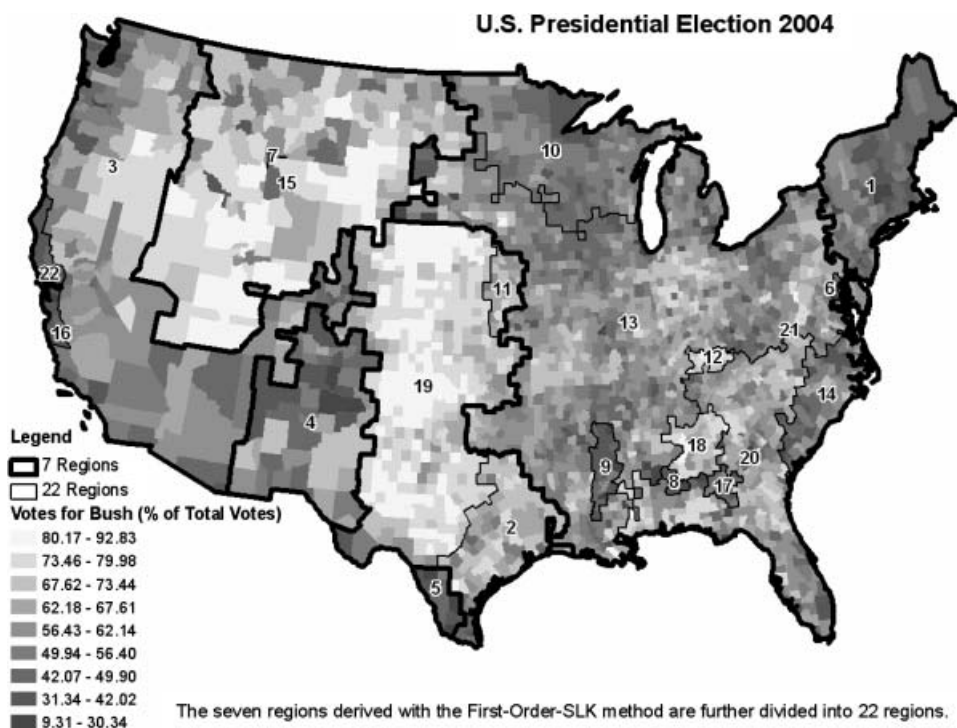 U.S. Presidential Election 2004
10
1
3
7
15
6
22
11
13
21
16
12
19
14
4
18
20
9
8
17
2
5
Legend
7 Regions
22 Regions
Votes for Bush (% of Total Votes)
80.17 - 92.83
73.46 - 79.98
67.62 - 73.44
62.18 - 67.61
56.43 - 62.14
49.94 - 56.40
42.07 - 49.90
31.34 - 42.02
9.31 - 30.34
The seven regions derived with the First-Order-SLK method are further divided into 22 regions.